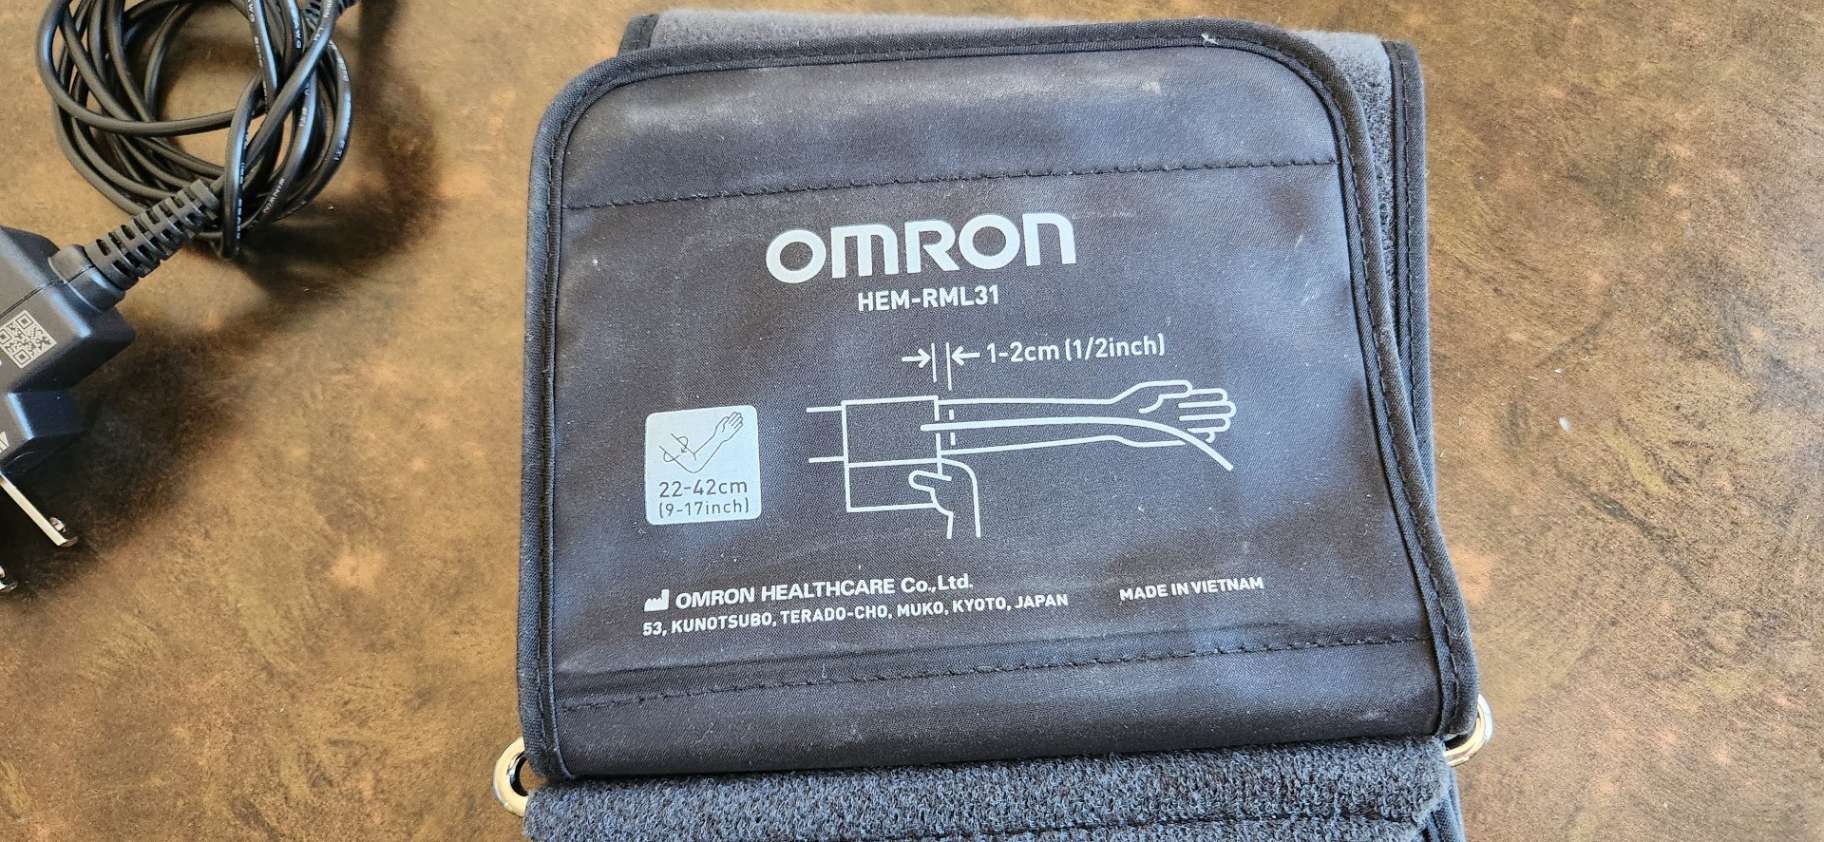 OMRON
HEM-RML31
1-2cm (1/2inch)
22-42cm
(9-17inch)
OMRON HEALTHCARE Co.,Ltd.
53, KUNOTSUBO, TERADO-CHO, MUKO, KYOTO, JAPAN
MADE IN VIETNAM